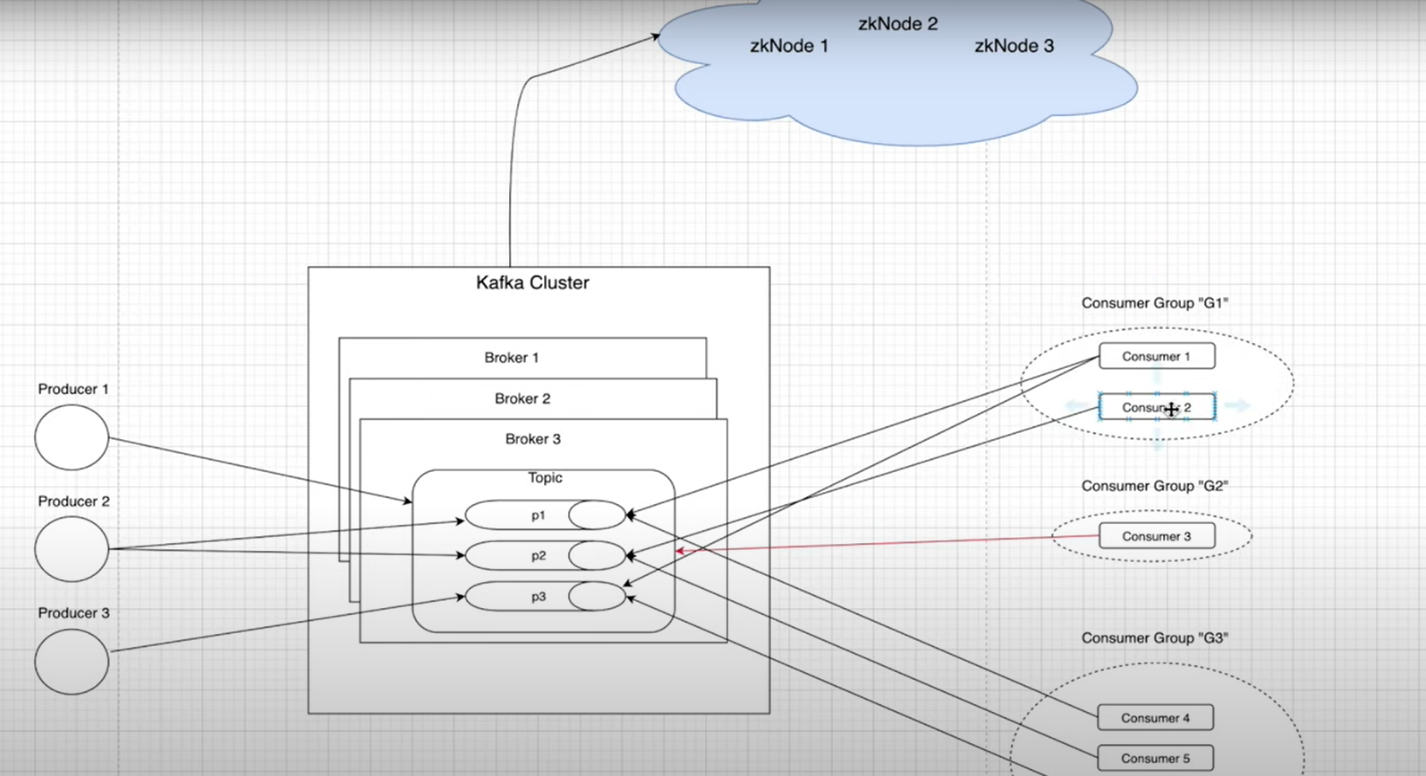 zkNode 2
zkNode 1
zkNode 3
Kafka Cluster
Broker 1
Broker 2
Broker 3
Topic
p1
p2
p3
Producer 1
Producer 2
Producer 3
Consumer Group "G1"
Consumer 1
Consumer 2
Consumer Group "G2"
Consumer 3
Consumer Group "G3"
Consumer 4
Consumer 5